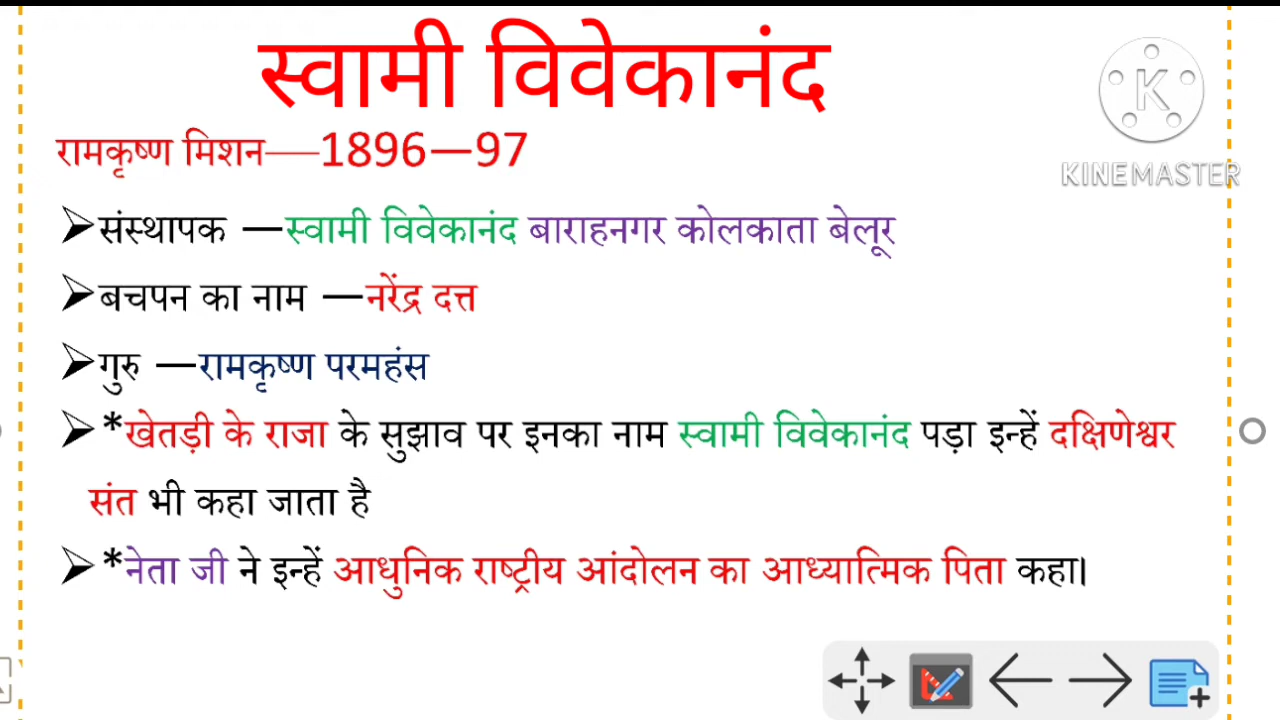 स्वामी विवेकानंद
K
KINEMASTER
रामकृष्ण मिशन——1896—97
➢संस्थापक —स्वामी विवेकानंद बाराहनगर कोलकाता बेलूर
➢बचपन का नाम —नरेंद्र दत्त
➢गुरु —रामकृष्ण परमहंस
➢*खेतड़ी के राजा के सुझाव पर इनका नाम स्वामी विवेकानंद पड़ा इन्हें दक्षिणेश्वर
संत भी कहा जाता है
➢*नेता जी ने इन्हें आधुनिक राष्ट्रीय आंदोलन का आध्यात्मिक पिता कहा।